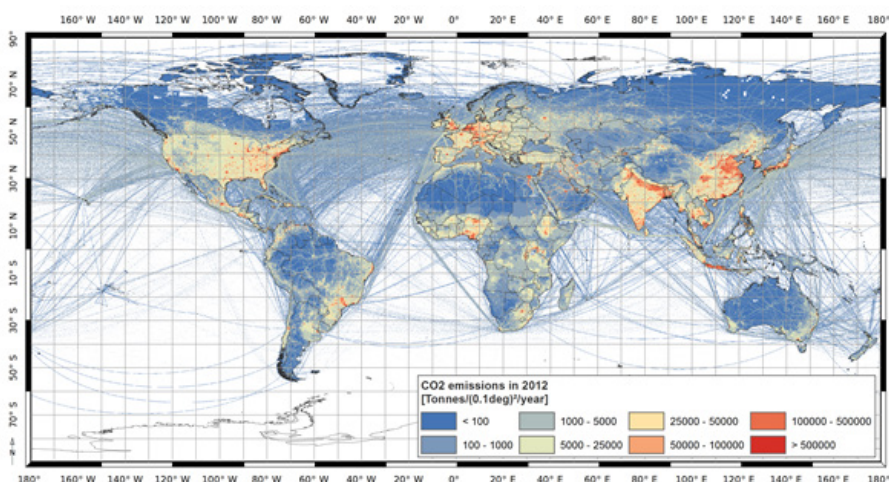 180° 160° W 140° W 120° W 100° W 80° W 60° W 40° W 20° W 0° 20° E 40° E 60° E 80° E 100° E 120° E 140° E 160° E 180°
90°
70° N
50° N
30° N
10° N
10° S
30° S
50° S
70° S
CO2 emissions in 2012
[Tonnes/(0.1deg)²/year]
< 100 1000 - 5000 25000 - 50000 100000 - 500000
100 - 1000 5000 - 25000 50000 - 100000 > 500000
180° 160° W 140° W 120° W 100° W 80° W 60° W 40° W 20° W 0° 20° E 40° E 60° E 80° E 100° E 120° E 140° E 160° E 180°